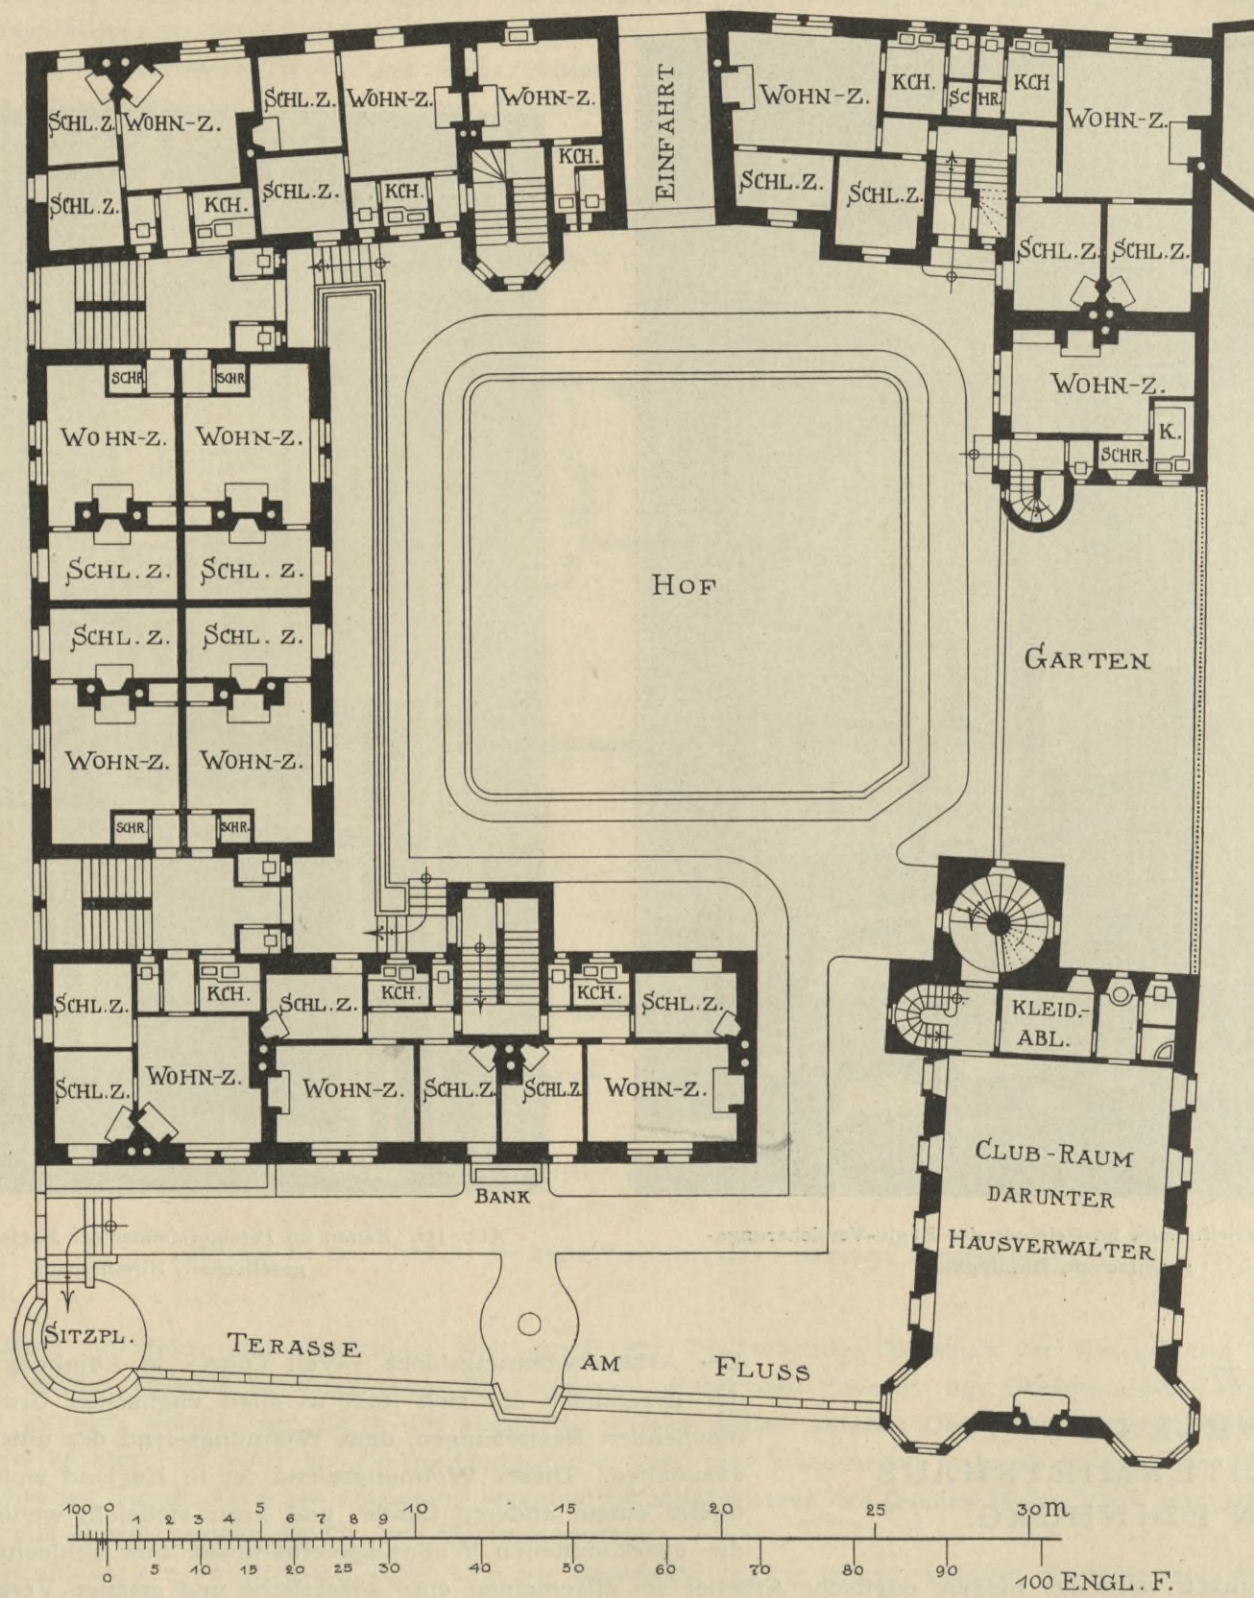 SCHL.Z.
WOHN-Z.
SCHL.Z.
WOHN-Z.
WOHN-Z.
EINFAHRT
WOHN-Z.
KCH.
SC
HR.
KCH
WOHN-Z.
SCHL.Z.
KCH.
SCHL.Z.
KCH.
KCH.
SCHL.Z.
SCHL.Z.
SCHL.Z.
SCHL.Z.
SCHR
SCHR
WOHN-Z.
WOHN-Z.
WOHN-Z.
K.
SCHR.
SCHL.Z.
SCHL.Z.
HOF
SCHL.Z.
SCHL.Z.
GARTEN
WOHN-Z.
WOHN-Z.
SCHR.
SCHR.
SCHL.Z.
KCH.
SCHL.Z.
KCH.
KCH.
SCHL.Z.
KLEID.-
ABL.
SCHL.Z.
WOHN-Z.
WOHN-Z.
SCHL.Z
SCHL.Z
WOHN-Z.
CLUB-RAUM
DARUNTER
HAUSVERWALTER
BANK
SITZPL.
TERASSE
AM
FLUSS
100 0 5 10 15 20 25 30 m
1 2 3 4 6 7 8 9
0 5 10 15 20 25 30 40 50 60 70 80 90 100 ENGL. F.